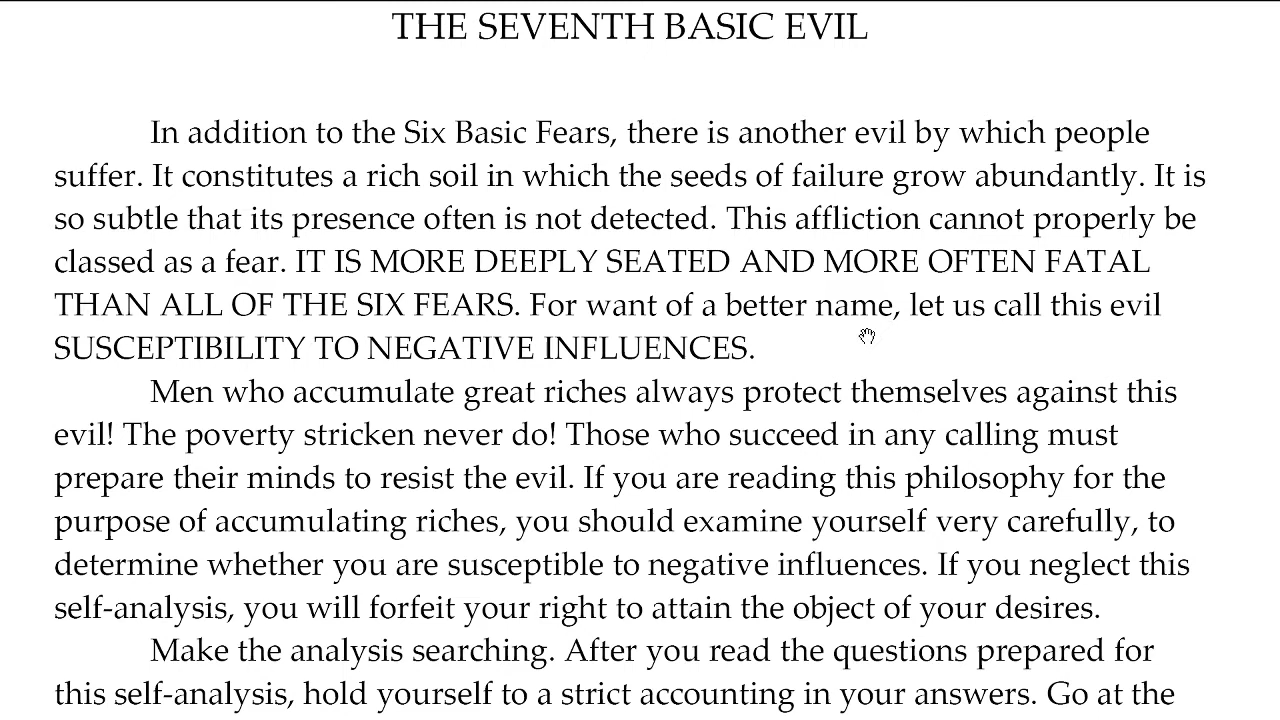 THE SEVENTH BASIC EVIL
In addition to the Six Basic Fears, there is another evil by which people
suffer. It constitutes a rich soil in which the seeds of failure grow abundantly. It is
so subtle that its presence often is not detected. This affliction cannot properly be
classed as a fear. IT IS MORE DEEPLY SEATED AND MORE OFTEN FATAL
THAN ALL OF THE SIX FEARS. For want of a better name, let us call this evil
SUSCEPTIBILITY TO NEGATIVE INFLUENCES.
Men who accumulate great riches always protect themselves against this
evil! The poverty stricken never do! Those who succeed in any calling must
prepare their minds to resist the evil. If you are reading this philosophy for the
purpose of accumulating riches, you should examine yourself very carefully, to
determine whether you are susceptible to negative influences. If you neglect this
self-analysis, you will forfeit your right to attain the object of your desires.
Make the analysis searching. After you read the questions prepared for
this self-analysis, hold yourself to a strict accounting in your answers. Go at the